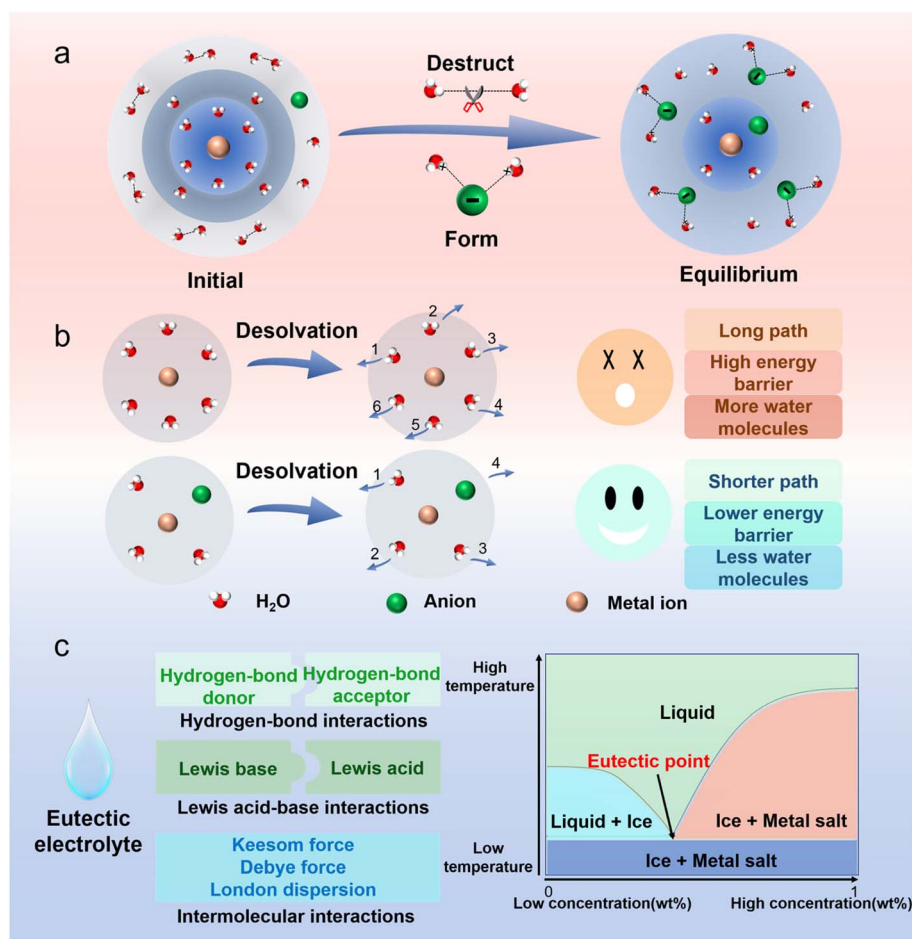 a
Destruct
Form
Initial
Equilibrium
b
Desolvation
1
2
3
4
5
6
Long path
High energy
barrier
More water
molecules
Desolvation
1
2
3
4
Shorter path
Lower energy
barrier
Less water
molecules
H₂O
Anion
Metal ion
c
Eutectic
electrolyte
Hydrogen-bond
donor
Hydrogen-bond
acceptor
Hydrogen-bond interactions
Lewis base
Lewis acid
Lewis acid-base interactions
Keesom force
Debye force
London dispersion
Intermolecular interactions
High
temperature
Liquid
Eutectic point
Liquid + Ice
Ice + Metal salt
Low
temperature
Ice + Metal salt
0
1
Low concentration(wt%)
High concentration(wt%)